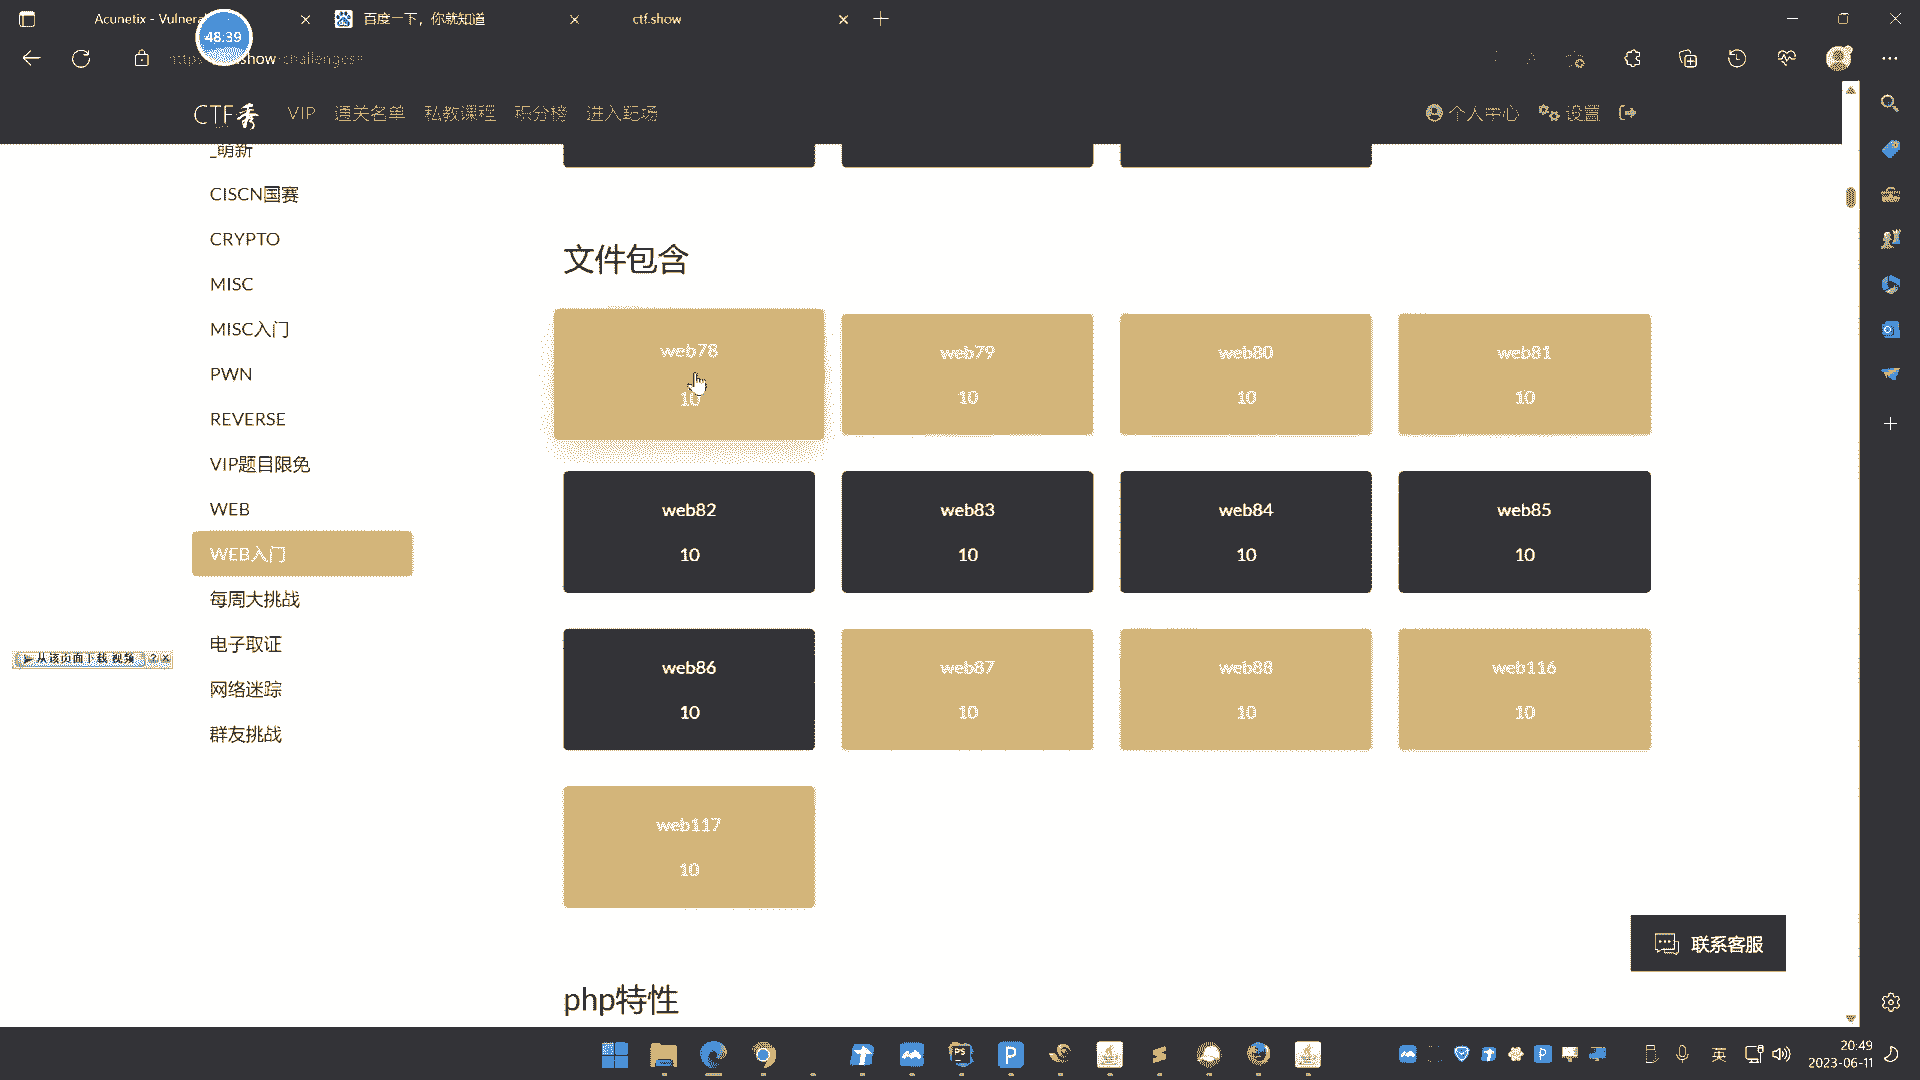 Acunetix - Vulnera
百度一下，你就知道
ctf.show
48.39
CTF秀
VIP
通关名单
私教课程
积分榜
进入靶场
个人中心
设置
_萌新
CISCN国赛
CRYPTO
MISC
MISC入门
PWN
REVERSE
VIP题目限免
WEB
WEB入门
每周大挑战
电子取证
网络迷踪
群友挑战
从该页面下载 视频
文件包含
web78
10
web79
10
web80
10
web81
10
web82
10
web83
10
web84
10
web85
10
web86
10
web87
10
web88
10
web116
10
web117
10
php特性
联系客服
英
20:49
2023-06-11